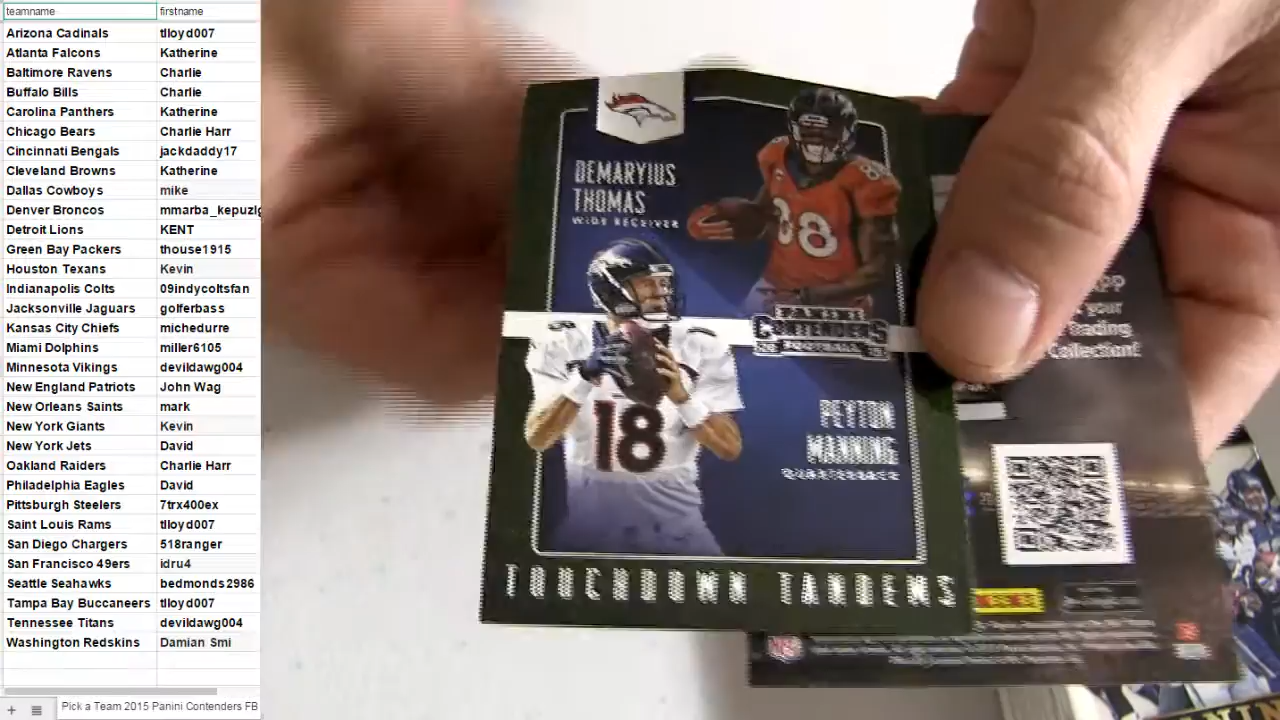 teamname firstname
Arizona Cadinals tlloyd007
Atlanta Falcons Katherine
Baltimore Ravens Charlie
Buffalo Bills Charlie
Carolina Panthers Katherine
Chicago Bears Charlie Harr
Cincinnati Bengals jackdaddy17
Cleveland Browns Katherine
Dallas Cowboys mike
Denver Broncos mmarba_kepuzlg
Detroit Lions KENT
Green Bay Packers thouse1915
Houston Texans Kevin
Indianapolis Colts 09indycoltsfan
Jacksonville Jaguars golferbass
Kansas City Chiefs michedurre
Miami Dolphins miller6105
Minnesota Vikings devildawg004
New England Patriots John Wag
New Orleans Saints mark
New York Giants Kevin
New York Jets David
Oakland Raiders Charlie Harr
Philadelphia Eagles David
Pittsburgh Steelers 7trx400ex
Saint Louis Rams tlloyd007
San Diego Chargers 518ranger
San Francisco 49ers idru4
Seattle Seahawks bedmonds2986
Tampa Bay Buccaneers tlloyd007
Tennessee Titans devildawg004
Washington Redskins Damian Smi
Pick a Team 2015 Panini Contenders FB
DEMARYIUS
THOMAS
WIDE RECEIVER
88
PANINI
CONTENDERS
FOOTBALL
18
PEYTON
MANNING
QUARTERBACK
TOUCHDOWN TANDEMS
your
Trading
Collection!
PANINI
NFL